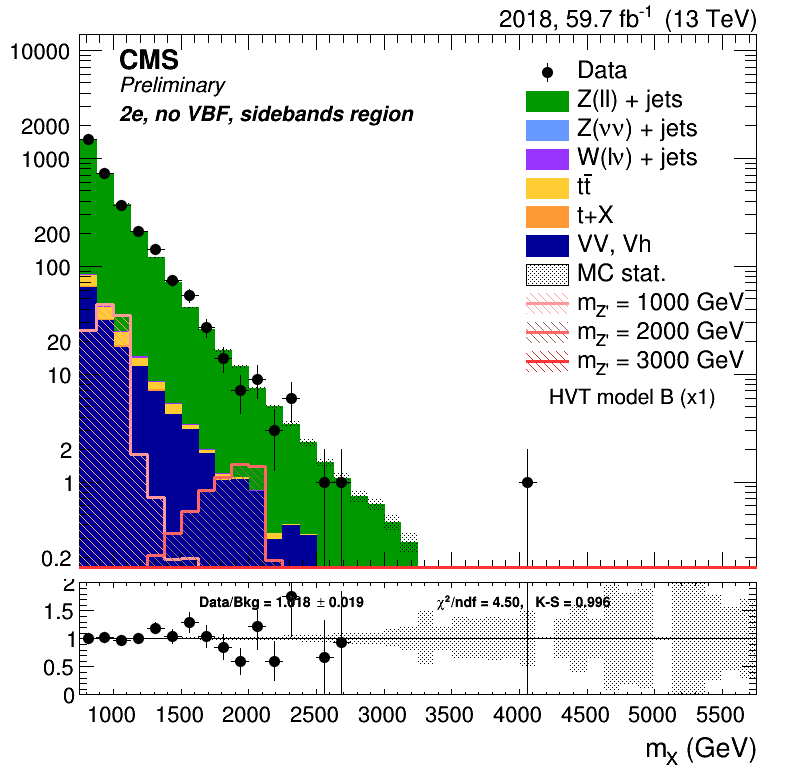 2018, 59.7 fb⁻¹ (13 TeV)
CMS
Preliminary
2e, no VBF, sidebands region
Data
Z(ll) + jets
Z(νν) + jets
W(lν) + jets
tt̄
t+X
VV, Vh
MC stat.
m_Z' = 1000 GeV
m_Z' = 2000 GeV
m_Z' = 3000 GeV
HVT model B (x1)
10000
2000
1000
200
100
20
10
2
1
0.2
Data/Bkg = 1.018 ± 0.019 χ²/ndf = 4.50, K-S = 0.996
2
1.5
1
0.5
0
1000 1500 2000 2500 3000 3500 4000 4500 5000 5500
m_X (GeV)